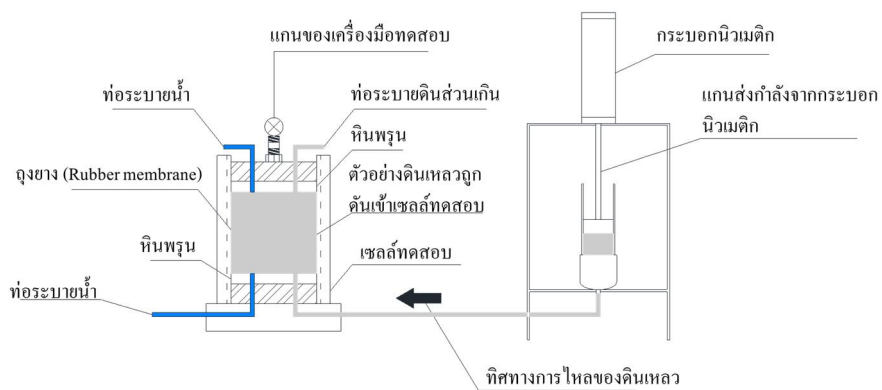 แกนของเครื่องมือทดสอบ
กระบอกนิวเมติก
ท่อระบายน้ำ
ท่อระบายดินส่วนเกิน
แกนส่งกำลังจากกระบอก
นิวเมติก
หินพรุน
ถุงยาง (Rubber membrane)
ตัวอย่างดินเหลวถูก
ดันเข้าเซลล์ทดสอบ
หินพรุน
เซลล์ทดสอบ
ท่อระบายน้ำ
ทิศทางการไหลของดินเหลว